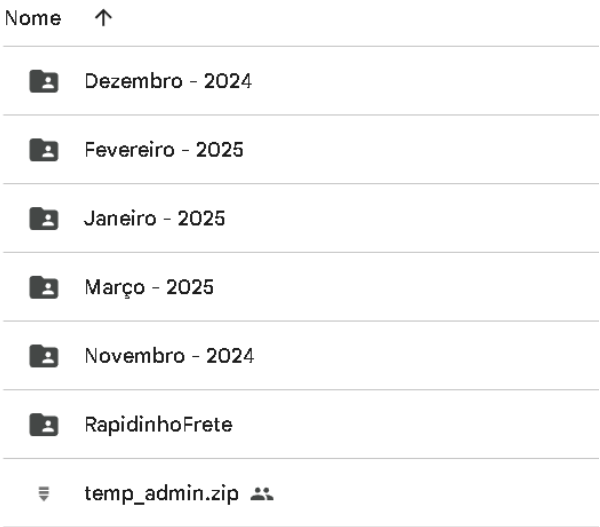 Nome
Dezembro - 2024
Fevereiro - 2025
Janeiro - 2025
Março - 2025
Novembro - 2024
RapidinhoFrete
temp_admin.zip